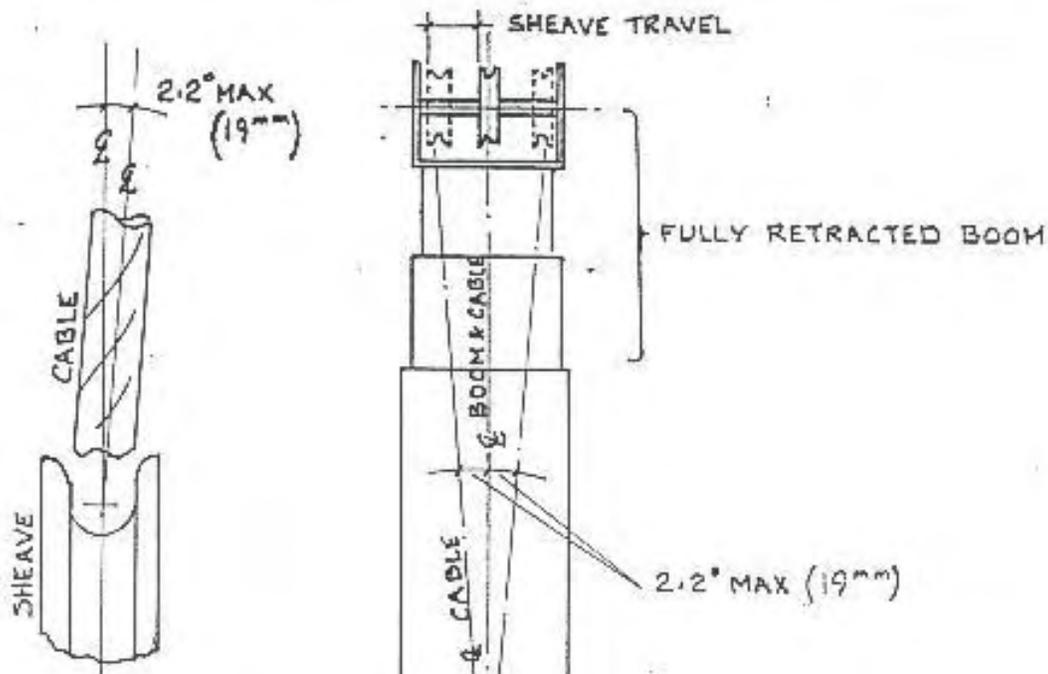 SHEAVE TRAVEL
2.2° MAX
(19mm)
℄
℄
CABLE
SHEAVE
FULLY RETRACTED BOOM
BOOM & CABLE
℄
℄ CABLE
2.2° MAX (19mm)